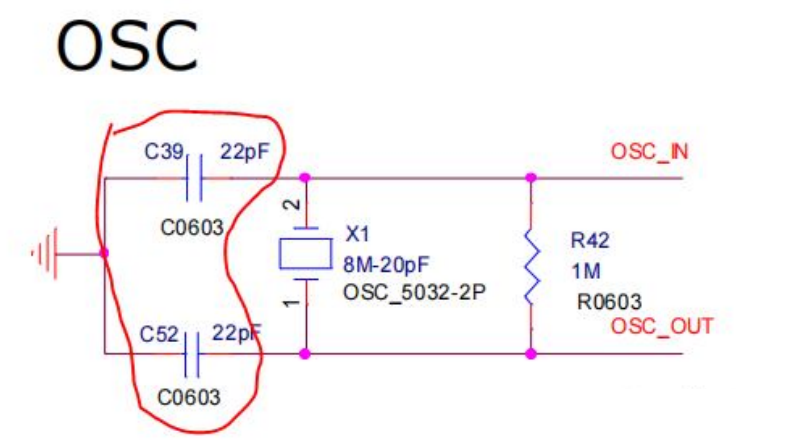 OSC
C39 22pF
OSC_IN
C0603
2
X1
8M-20pF
OSC_5032-2P
1
R42
1M
R0603
OSC_OUT
C52 22pF
C0603